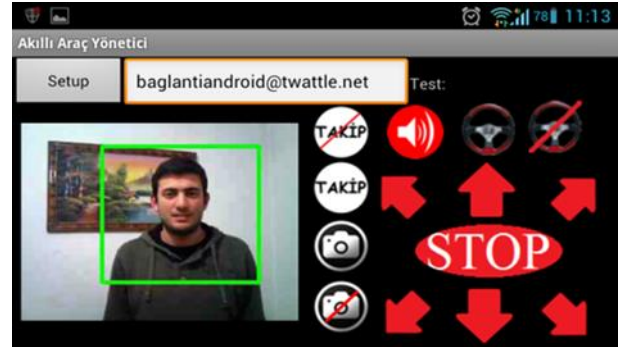 78 11:13
Akıllı Araç Yönetici
Setup
baglantiandroid@twattle.net
Test:
TAKİP
TAKİP
STOP